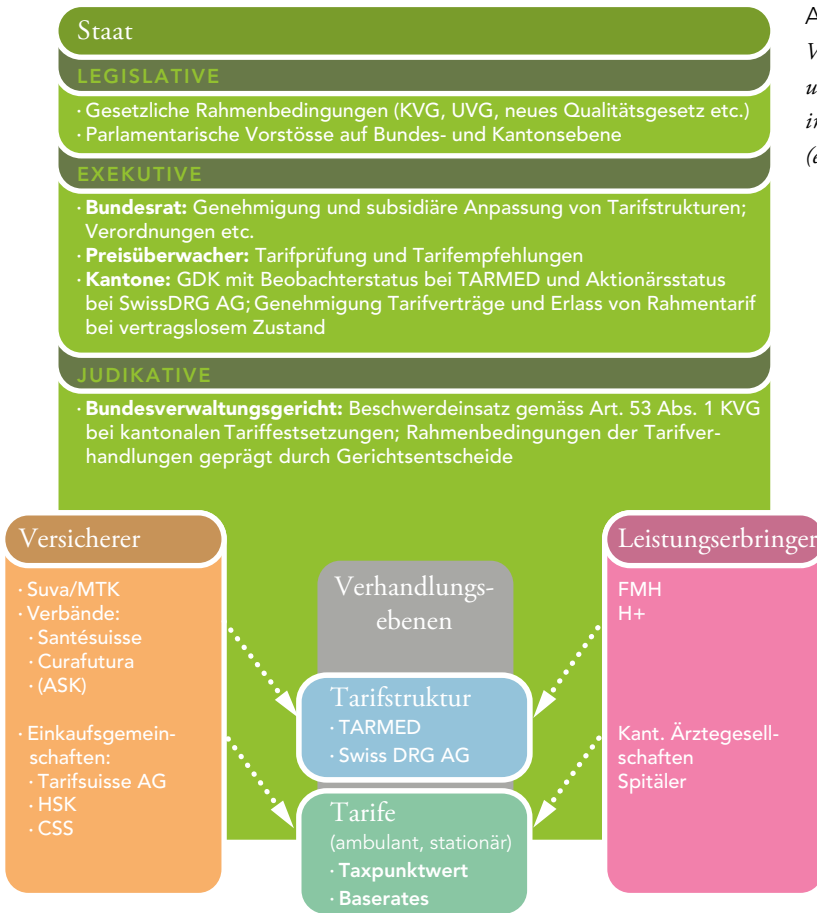 Staat
LEGISLATIVE
· Gesetzliche Rahmenbedingungen (KVG, UVG, neues Qualitätsgesetz etc.)
· Parlamentarische Vorstösse auf Bundes- und Kantonsebene
EXEKUTIVE
· Bundesrat: Genehmigung und subsidiäre Anpassung von Tarifstrukturen;
Verordnungen etc.
· Preisüberwacher: Tarifprüfung und Tarifempfehlungen
· Kantone: GDK mit Beobachterstatus bei TARMED und Aktionärsstatus
bei SwissDRG AG; Genehmigung Tarifverträge und Erlass von Rahmentarif
bei vertragslosem Zustand
JUDIKATIVE
· Bundesverwaltungsgericht: Beschwerdeinsatz gemäss Art. 53 Abs. 1 KVG
bei kantonalen Tariffestsetzungen; Rahmenbedingungen der Tarifver-
handlungen geprägt durch Gerichtsentscheide
Versicherer
· Suva/MTK
· Verbände:
· Santésuisse
· Curafutura
· (ASK)
· Einkaufsgemein-
schaften:
· Tarifsuisse AG
· HSK
· CSS
Verhandlungs-
ebenen
Tarifstruktur
· TARMED
· Swiss DRG AG
Tarife
(ambulant, stationär)
· Taxpunktwert
· Baserates
Leistungserbringer
FMH
H+
Kant. Ärztegesell-
schaften
Spitäler